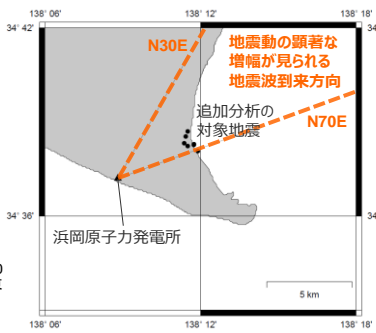 138° 06'
138° 12'
138° 18'
34° 42'
N30E
地震動の顕著な
増幅が見られる
地震波到来方向
追加分析の
対象地震
N70E
34° 36'
浜岡原子力発電所
5 km
138° 06'
138° 12'
138° 18'